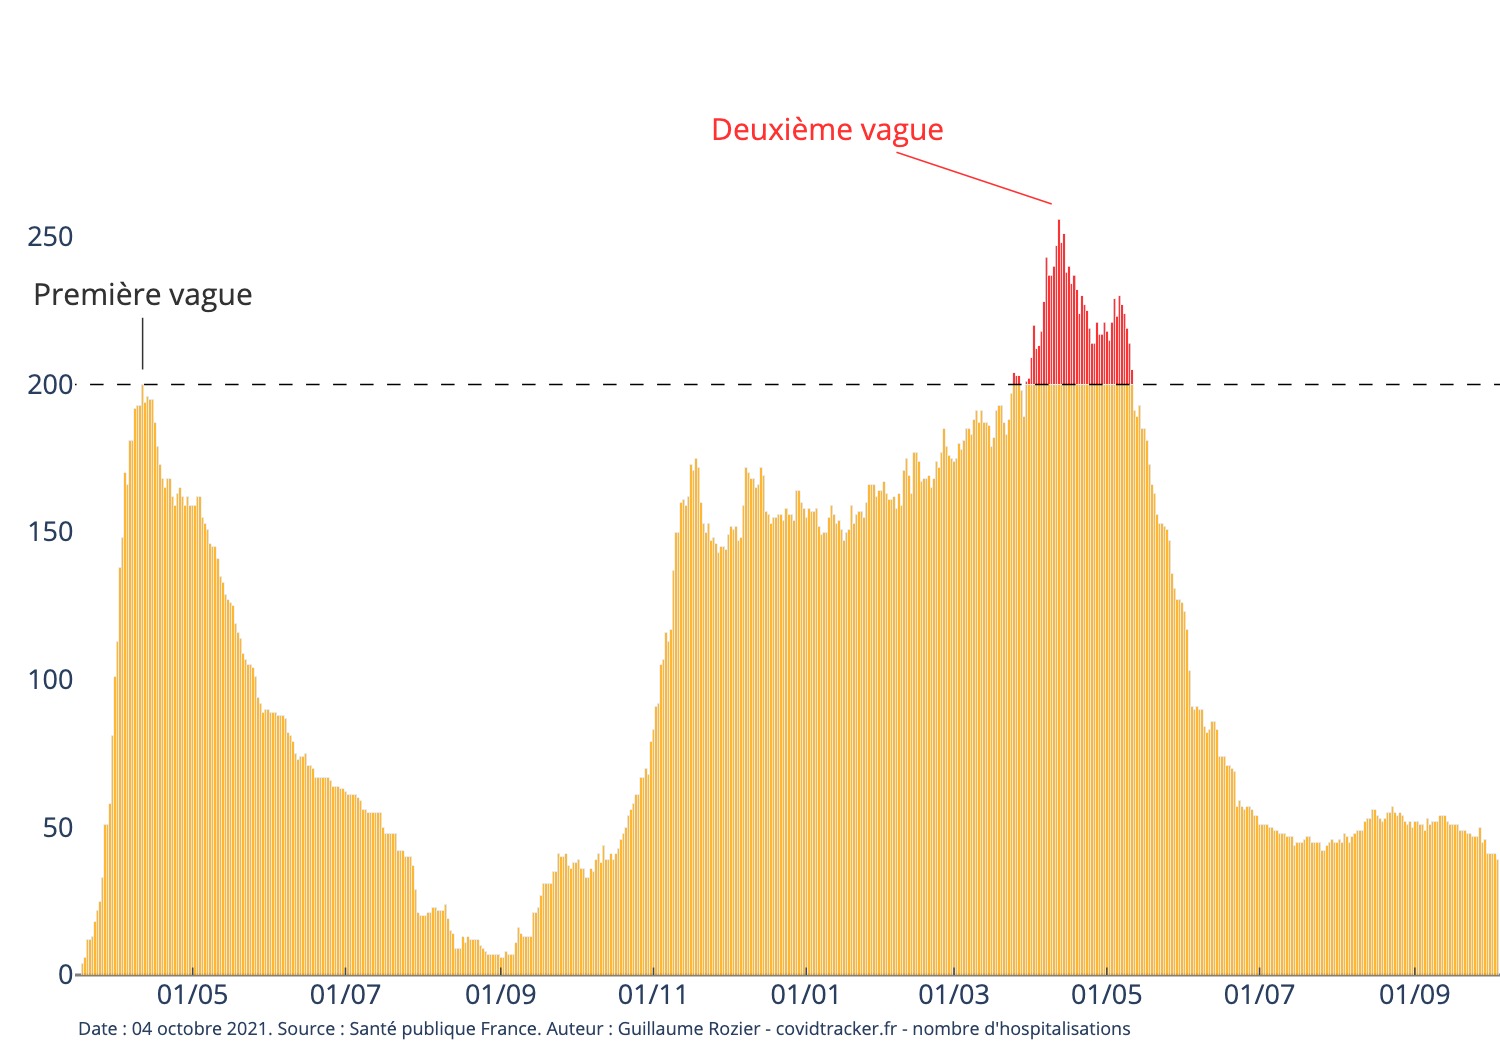 Deuxième vague
250
Première vague
200
150
100
50
0
01/05 01/07 01/09 01/11 01/01 01/03 01/05 01/07 01/09
Date : 04 octobre 2021. Source : Santé publique France. Auteur : Guillaume Rozier - covidtracker.fr - nombre d'hospitalisations